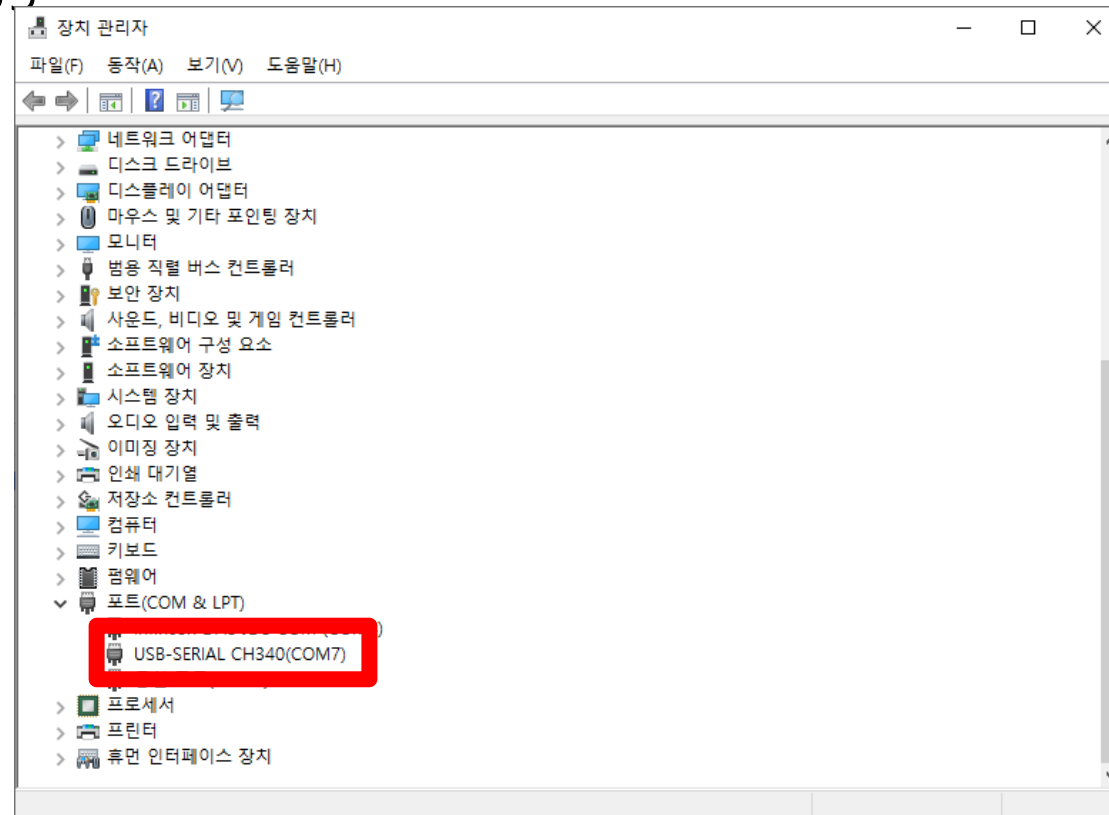 장치 관리자
파일(F) 동작(A) 보기(V) 도움말(H)
네트워크 어댑터
디스크 드라이브
디스플레이 어댑터
마우스 및 기타 포인팅 장치
모니터
범용 직렬 버스 컨트롤러
보안 장치
사운드, 비디오 및 게임 컨트롤러
소프트웨어 구성 요소
소프트웨어 장치
시스템 장치
오디오 입력 및 출력
이미징 장치
인쇄 대기열
저장소 컨트롤러
컴퓨터
키보드
펌웨어
포트(COM & LPT)
USB-SERIAL CH340(COM7)
프로세서
프린터
휴먼 인터페이스 장치